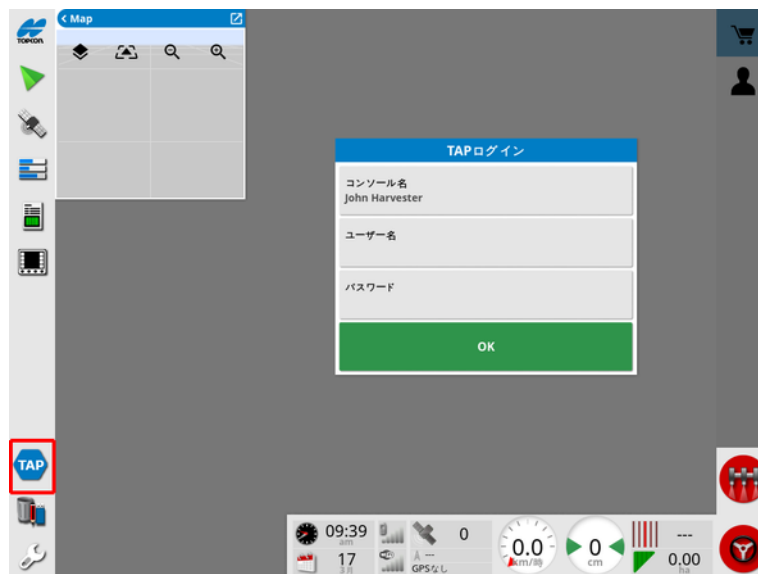 TOPCON
Map
TAPログイン
コンソール名
John Harvester
ユーザー名
パスワード
OK
TAP
09:39
am
17
3 月
0
---
GPSなし
0.0
km/時
0
cm
---
0.00
ha